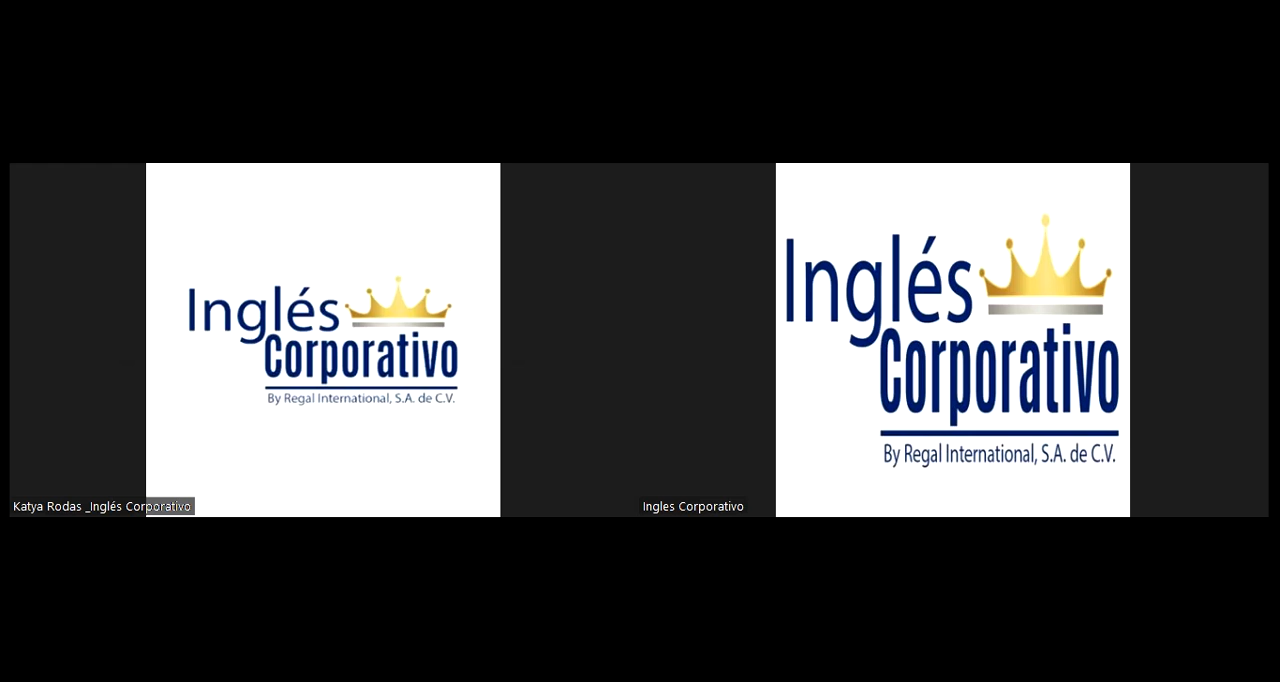 Inglés
Corporativo
By Regal International, S.A. de C.V.
Katya Rodas _Inglés Corporativo
Inglés
Corporativo
By Regal International, S.A. de C.V.
Ingles Corporativo